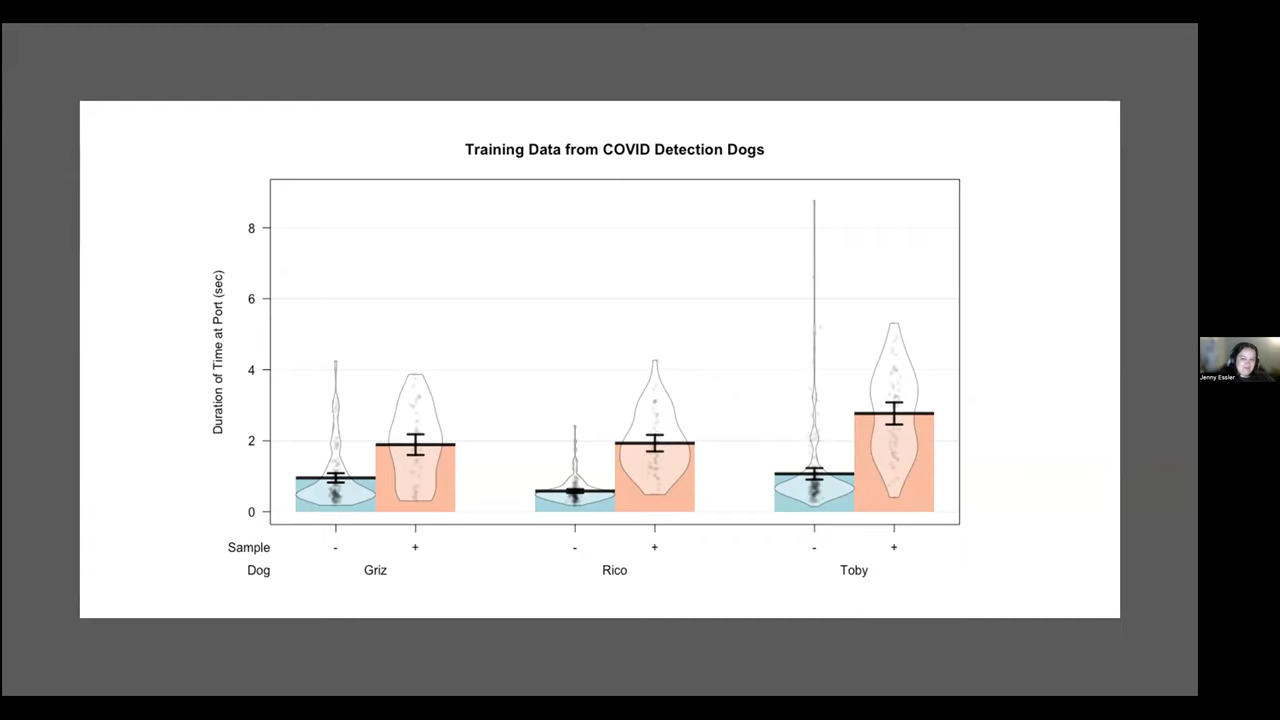 Training Data from COVID Detection Dogs
Duration of Time at Port (sec)
8
6
4
2
0
Sample - + - + - +
Dog Griz Rico Toby
Jenny Essler